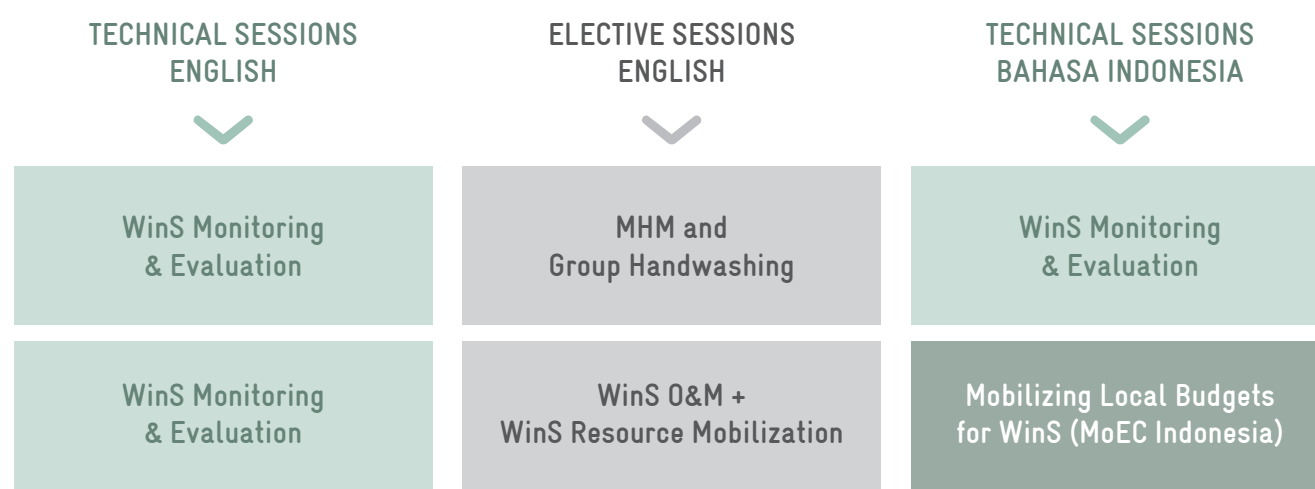 TECHNICAL SESSIONS
ENGLISH
ELECTIVE SESSIONS
ENGLISH
TECHNICAL SESSIONS
BAHASA INDONESIA
WinS Monitoring
& Evaluation
MHM and
Group Handwashing
WinS Monitoring
& Evaluation
WinS Monitoring
& Evaluation
WinS O&M +
WinS Resource Mobilization
Mobilizing Local Budgets
for WinS (MoEC Indonesia)